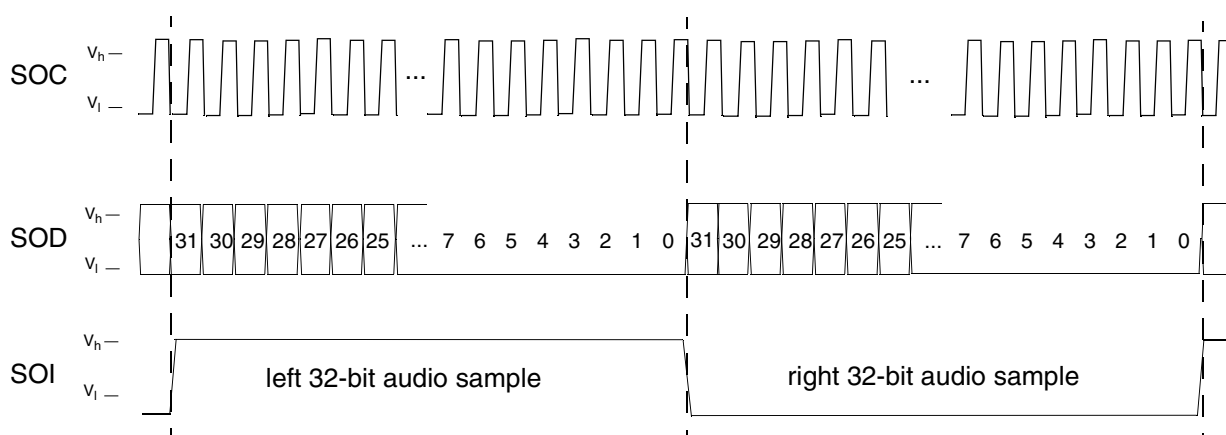 SOC
Vh
Vl
... ...
SOD
Vh
Vl
31 30 29 28 27 26 25 ... 7 6 5 4 3 2 1 0 31 30 29 28 27 26 25 ... 7 6 5 4 3 2 1 0
SOI
Vh
Vl
left 32-bit audio sample
right 32-bit audio sample